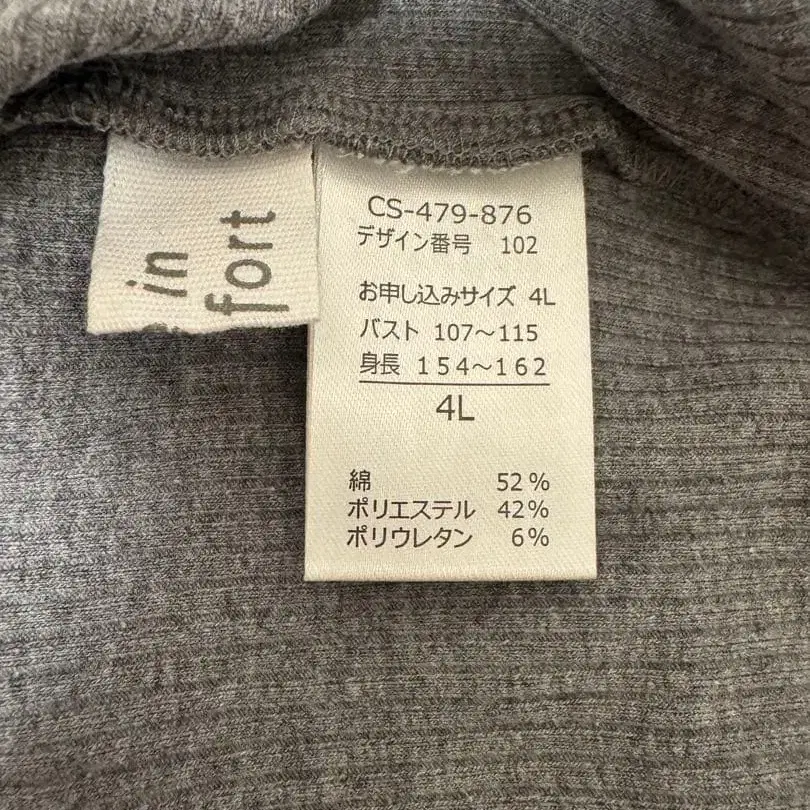 in
fort
CS-479-876
デザイン番号 102
お申し込みサイズ 4L
バスト 107～115
身長 154～162
4L
綿 52%
ポリエステル 42%
ポリウレタン 6%